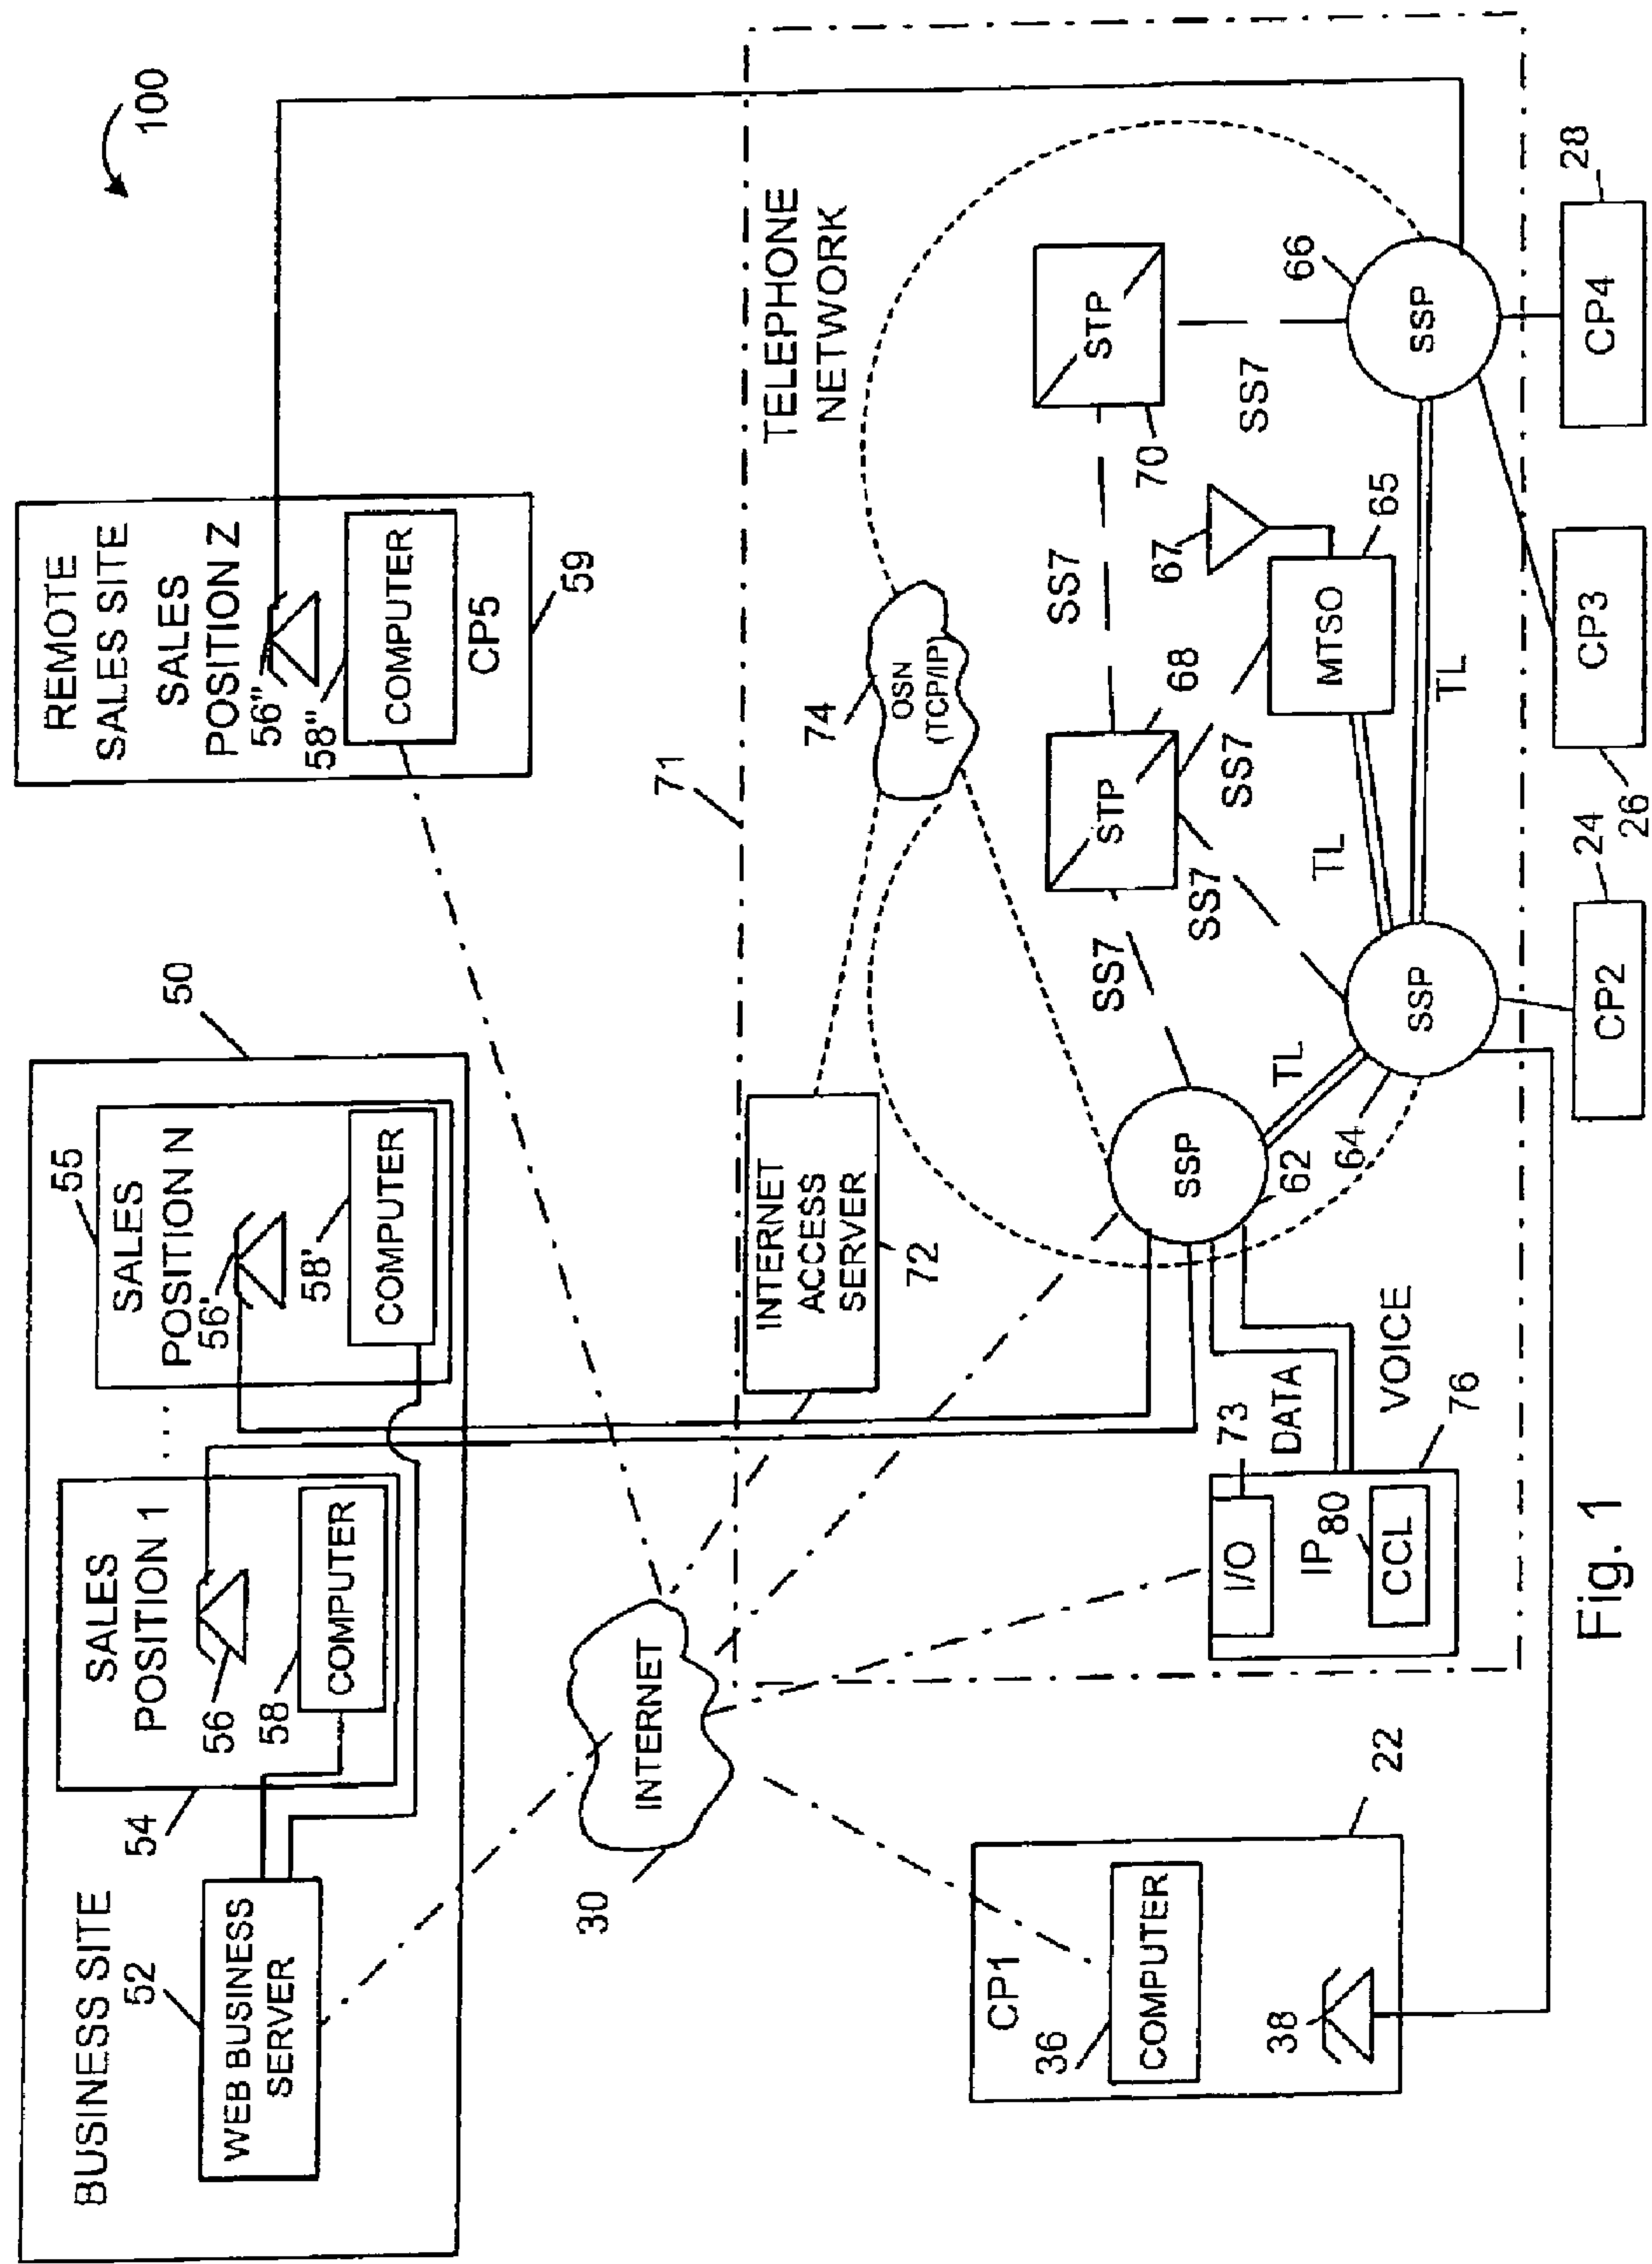 100
BUSINESS SITE
50
52
WEB BUSINESS
SERVER
54
SALES
POSITION 1
56
58
COMPUTER
. . .
55
SALES
POSITION N
56'
58'
COMPUTER
REMOTE
SALES SITE
SALES
POSITION Z
56"
58"
COMPUTER
CP5
59
30
INTERNET
71
TELEPHONE
NETWORK
INTERNET
ACCESS
SERVER
72
74
OSN
(TCP/IP)
STP
68
SS7
STP
70
SS7
SS7
SS7
SS7
67
MTSO
65
SSP
62
TL
64
SSP
TL
TL
SSP
66
I/O
73
IP
80
CCL
76
DATA
VOICE
CP1
36
COMPUTER
38
22
CP2
24
CP3
26
CP4
28
Fig. 1